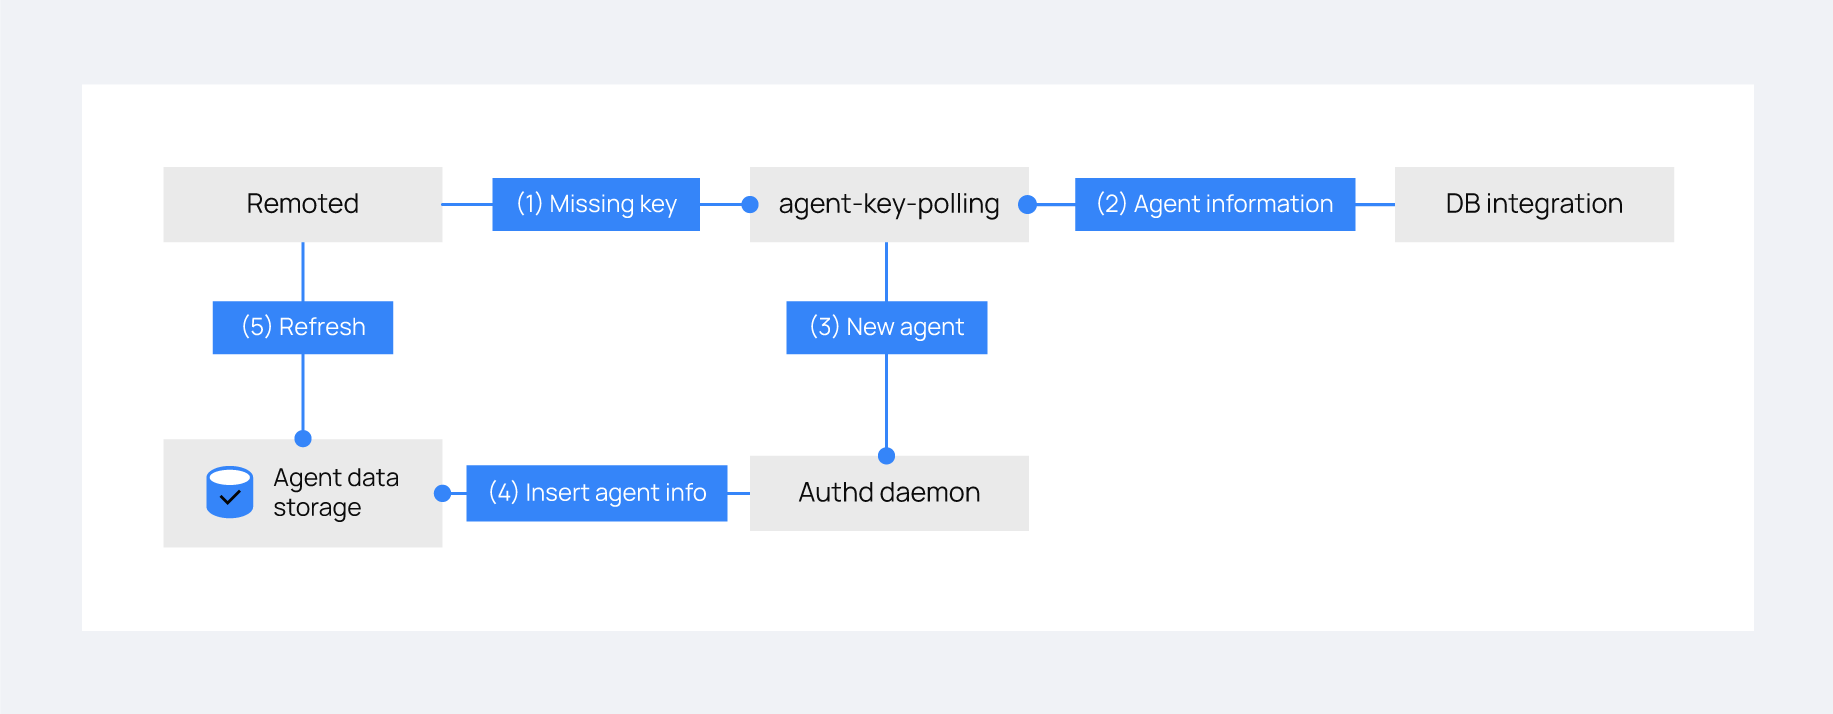 Remoted
(1) Missing key
agent-key-polling
(2) Agent information
DB integration
(5) Refresh
(3) New agent
Agent data
storage
(4) Insert agent info
Authd daemon